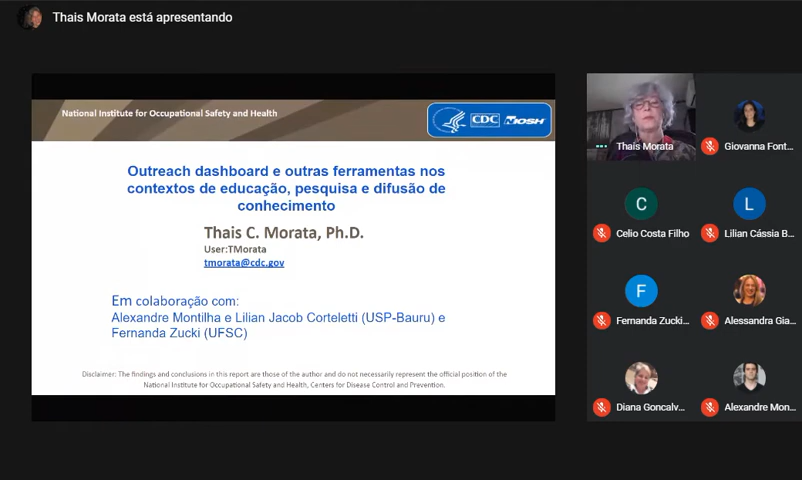 Thais Morata está apresentando
National Institute for Occupational Safety and Health
CDC
NIOSH
Outreach dashboard e outras ferramentas nos
contextos de educação, pesquisa e difusão de
conhecimento
Thais C. Morata, Ph.D.
User:TMorata
tmorata@cdc.gov
Em colaboração com:
Alexandre Montilha e Lilian Jacob Corteletti (USP-Bauru) e
Fernanda Zucki (UFSC)
Disclaimer: The findings and conclusions in this report are those of the author and do not necessarily represent the official position of the
National Institute for Occupational Safety and Health, Centers for Disease Control and Prevention.
Thais Morata
Giovanna Font...
C
Celio Costa Filho
L
Lilian Cássia B...
F
Fernanda Zucki...
Alessandra Gia...
Diana Goncalv...
Alexandre Mon...